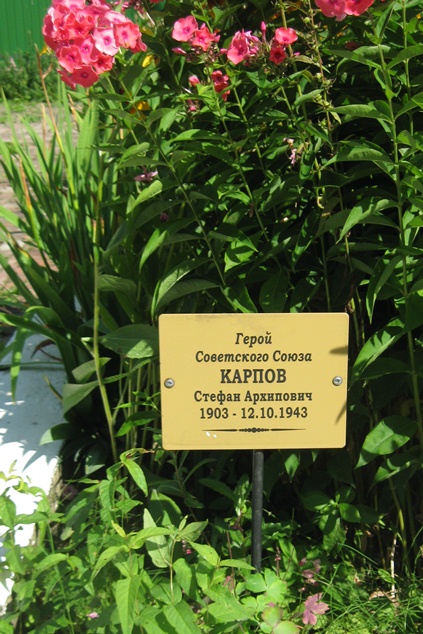 Герой
Советского Союза
КАРПОВ
Стефан Архипович
1903 - 12.10.1943